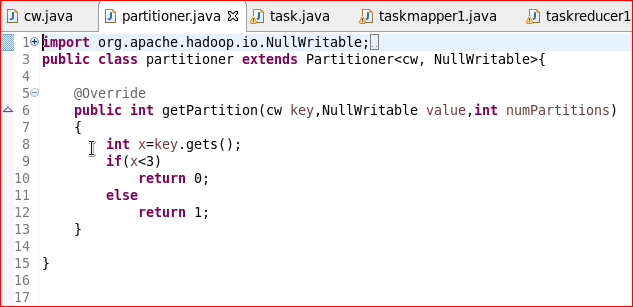 cw.java partitioner.java task.java taskmapper1.java taskreducer1
1 import org.apache.hadoop.io.NullWritable;
3 public class partitioner extends Partitioner<cw, NullWritable>{
4
5 @Override
6 public int getPartition(cw key,NullWritable value,int numPartitions)
7 {
8 int x=key.gets();
9 if(x<3)
10 return 0;
11 else
12 return 1;
13 }
14
15 }
16
17